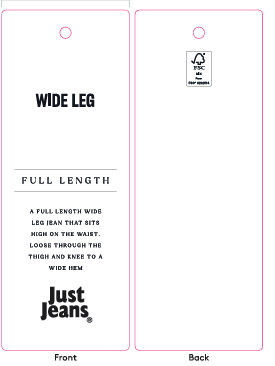 WIDE LEG
FULL LENGTH
A FULL LENGTH WIDE
LEG JEAN THAT SITS
HIGH ON THE WAIST.
LOOSE THROUGH THE
THIGH AND KNEE TO A
WIDE HEM
Just
Jeans®
Front
FSC
MIX
Back